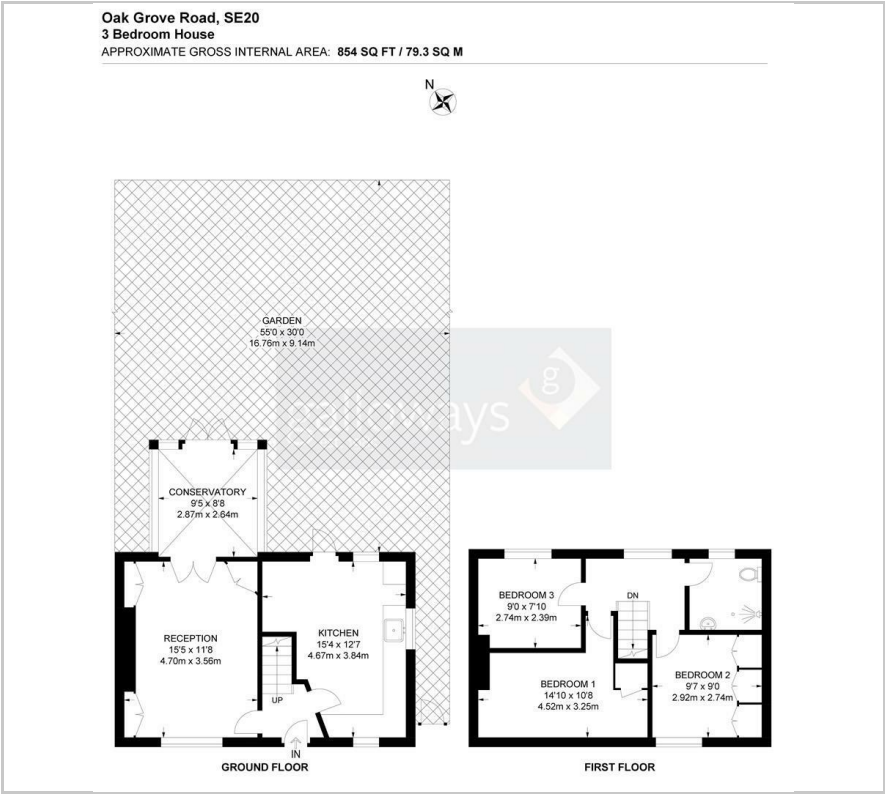 Oak Grove Road, SE20
3 Bedroom House
APPROXIMATE GROSS INTERNAL AREA: 854 SQ FT / 79.3 SQ M
N
GARDEN
55'0 x 30'0
16.76m x 9.14m
galloways
g
CONSERVATORY
9'5 x 8'8
2.87m x 2.64m
RECEPTION
15'5 x 11'8
4.70m x 3.56m
KITCHEN
15'4 x 12'7
4.67m x 3.84m
UP
IN
GROUND FLOOR
BEDROOM 3
9'0 x 7'10
2.74m x 2.39m
DN
BEDROOM 1
14'10 x 10'8
4.52m x 3.25m
BEDROOM 2
9'7 x 9'0
2.92m x 2.74m
FIRST FLOOR